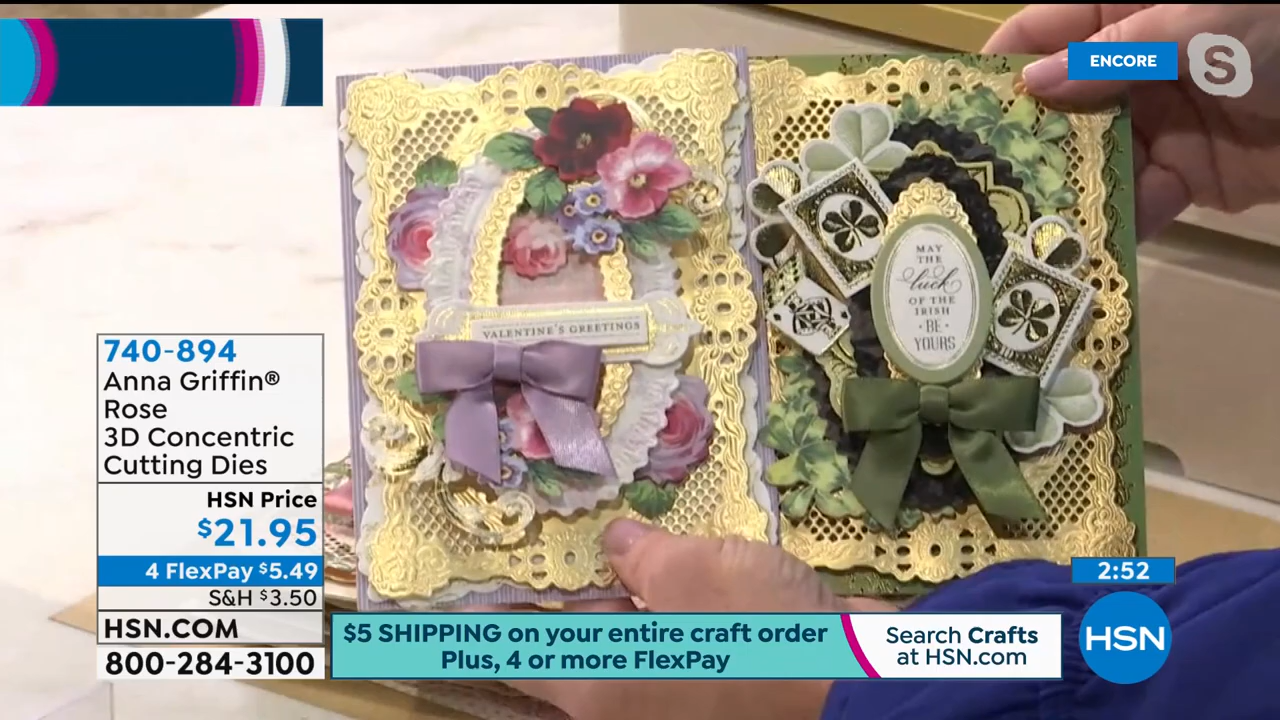 ENCORE
S
VALENTINE'S GREETINGS
MAY
THE
luck
OF THE
IRISH
· BE ·
YOURS
740-894
Anna Griffin®
Rose
3D Concentric
Cutting Dies
HSN Price
$21.95
4 FlexPay $5.49
S&H $3.50
HSN.COM
800-284-3100
$5 SHIPPING on your entire craft order
Plus, 4 or more FlexPay
Search Crafts
at HSN.com
2:52
HSN